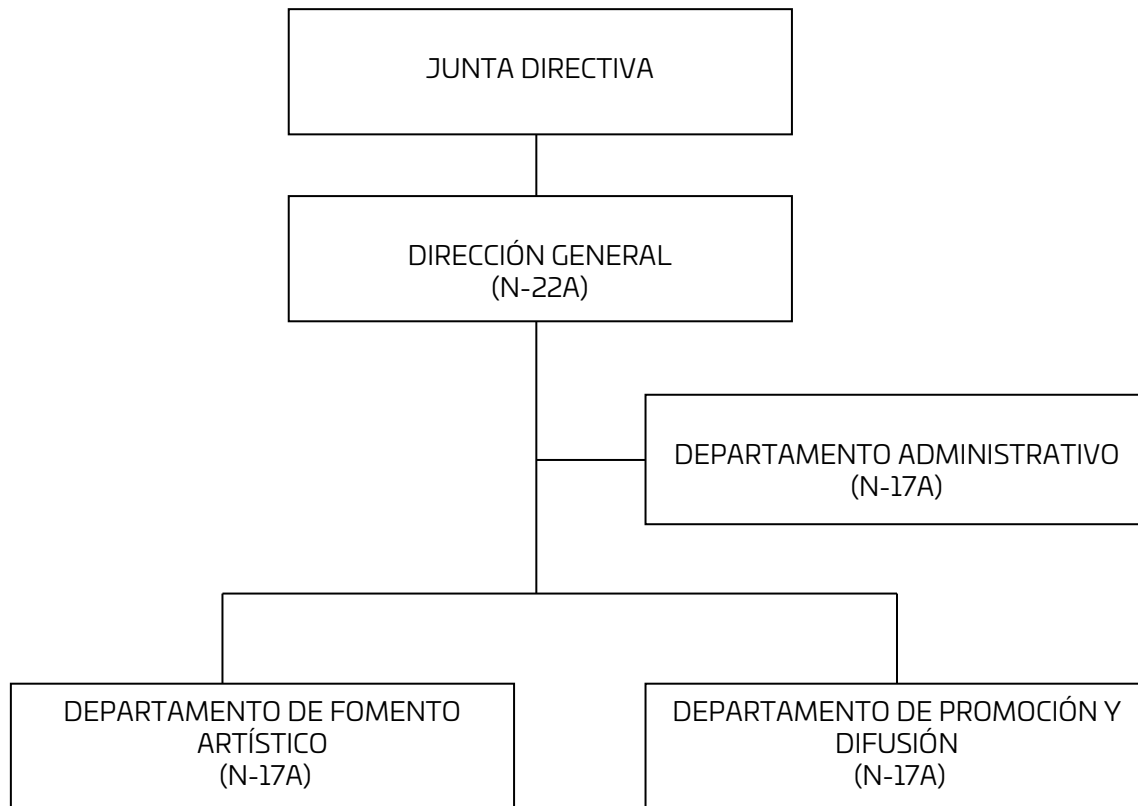 JUNTA DIRECTIVA
DIRECCIÓN GENERAL
(N-22A)
DEPARTAMENTO ADMINISTRATIVO
(N-17A)
DEPARTAMENTO DE FOMENTO
ARTÍSTICO
(N-17A)
DEPARTAMENTO DE PROMOCIÓN Y
DIFUSIÓN
(N-17A)